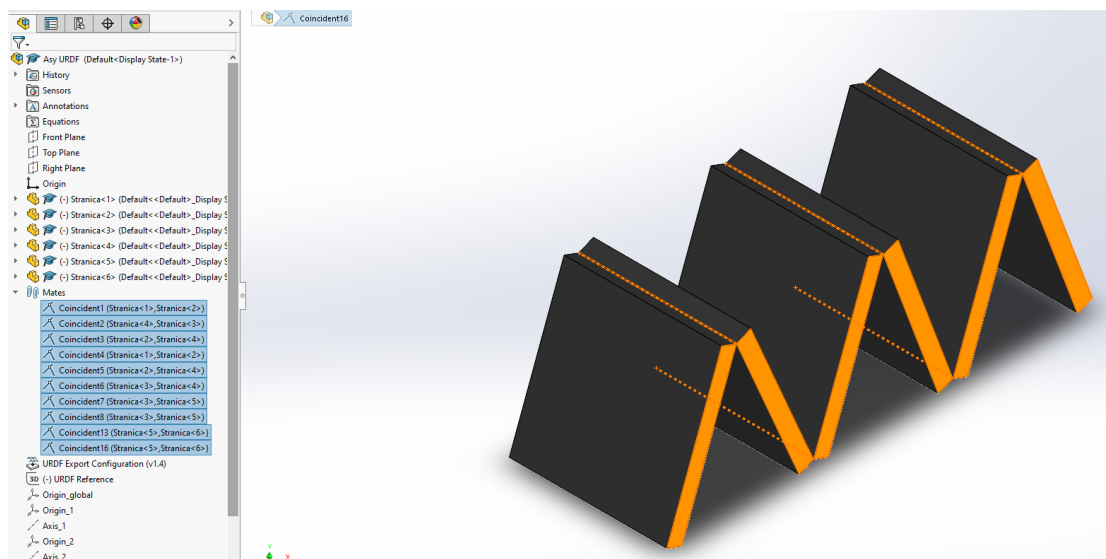 Coincident16
Asy URDF (Default<Display State-1>)
History
Sensors
Annotations
Equations
Front Plane
Top Plane
Right Plane
Origin
(-) Stranica<1> (Default<<Default>_Display S
(-) Stranica<2> (Default<<Default>_Display S
(-) Stranica<3> (Default<<Default>_Display S
(-) Stranica<4> (Default<<Default>_Display S
(-) Stranica<5> (Default<<Default>_Display S
(-) Stranica<6> (Default<<Default>_Display S
Mates
Coincident1 (Stranica<1>,Stranica<2>)
Coincident2 (Stranica<4>,Stranica<3>)
Coincident3 (Stranica<2>,Stranica<4>)
Coincident4 (Stranica<1>,Stranica<2>)
Coincident5 (Stranica<2>,Stranica<4>)
Coincident6 (Stranica<3>,Stranica<4>)
Coincident7 (Stranica<3>,Stranica<5>)
Coincident8 (Stranica<3>,Stranica<5>)
Coincident13 (Stranica<5>,Stranica<6>)
Coincident16 (Stranica<5>,Stranica<6>)
URDF Export Configuration (v1.4)
3D (-) URDF Reference
Origin_global
Origin_1
Axis_1
Origin_2
Axis_2
Y
X